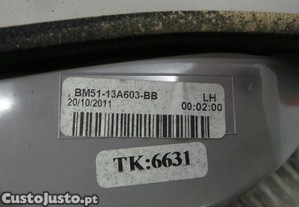 BM51-13A603-BB
20/10/2011
LH
00:02:00
TK:6631
CustoJusto.pt